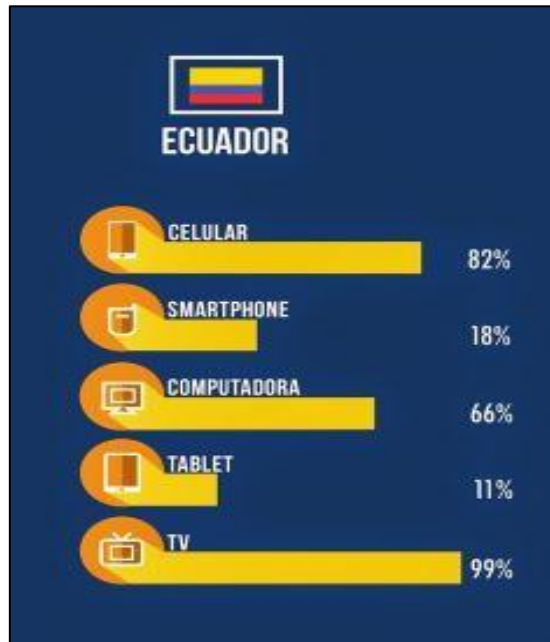 ECUADOR
CELULAR
82%
SMARTPHONE
18%
COMPUTADORA
66%
TABLET
11%
TV
99%